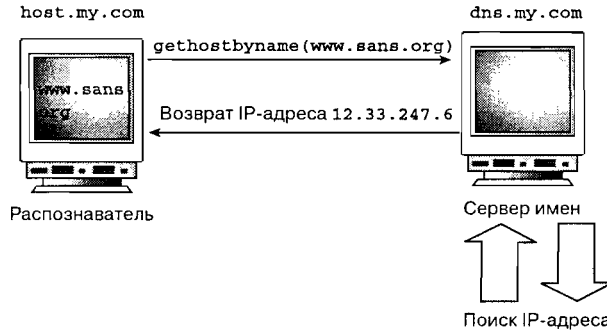 host.my.com
dns.my.com
gethostbyname(www.sans.org)
www.sans
org
Возврат IP-адреса 12.33.247.6
Распознаватель
Сервер имен
Поиск IP-адреса